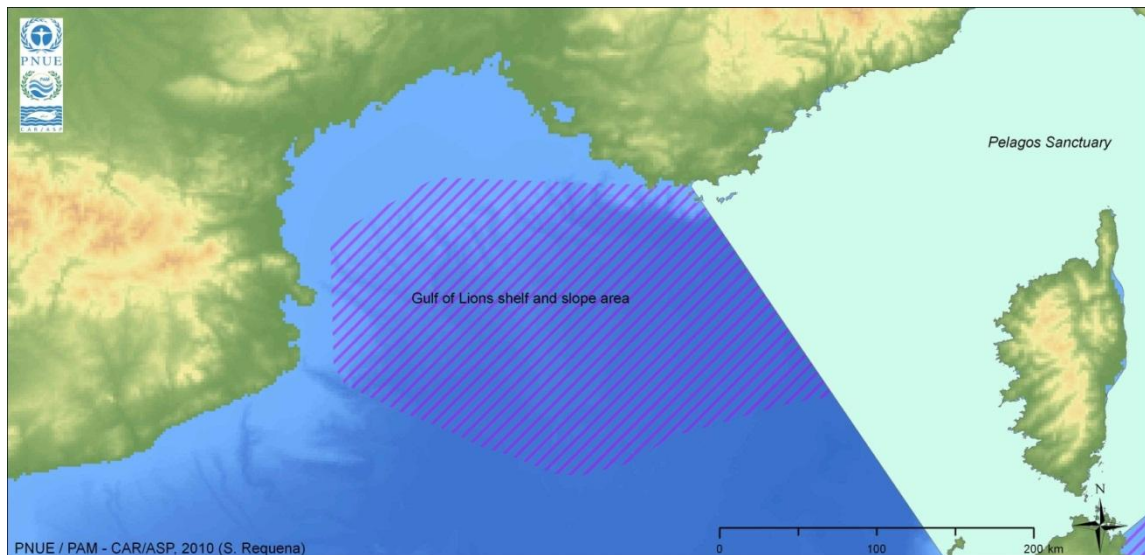 PNUE
PAM
CAR/ASP
Pelagos Sanctuary
Gulf of Lions shelf and slope area
N
0 100 200 km
PNUE / PAM - CAR/ASP, 2010 (S. Requena)